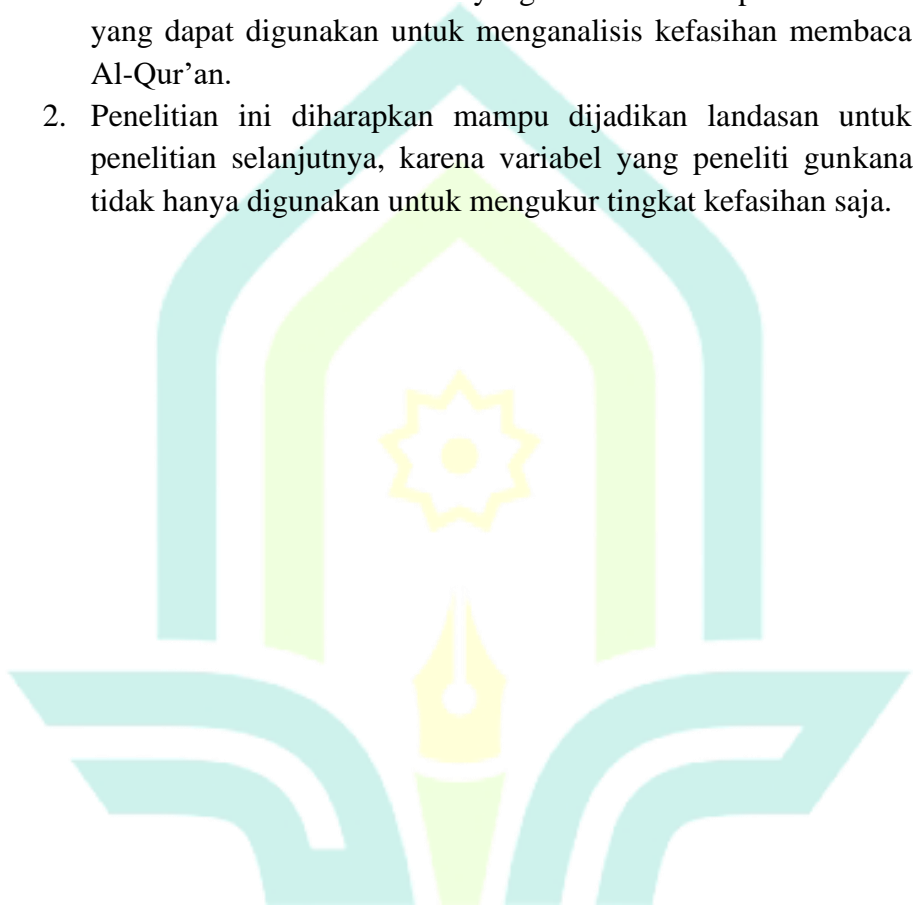 yang dapat digunakan untuk menganalisis kefasihan membaca
Al-Qur’an.
2. Penelitian ini diharapkan mampu dijadikan landasan untuk
penelitian selanjutnya, karena variabel yang peneliti gunkana
tidak hanya digunakan untuk mengukur tingkat kefasihan saja.